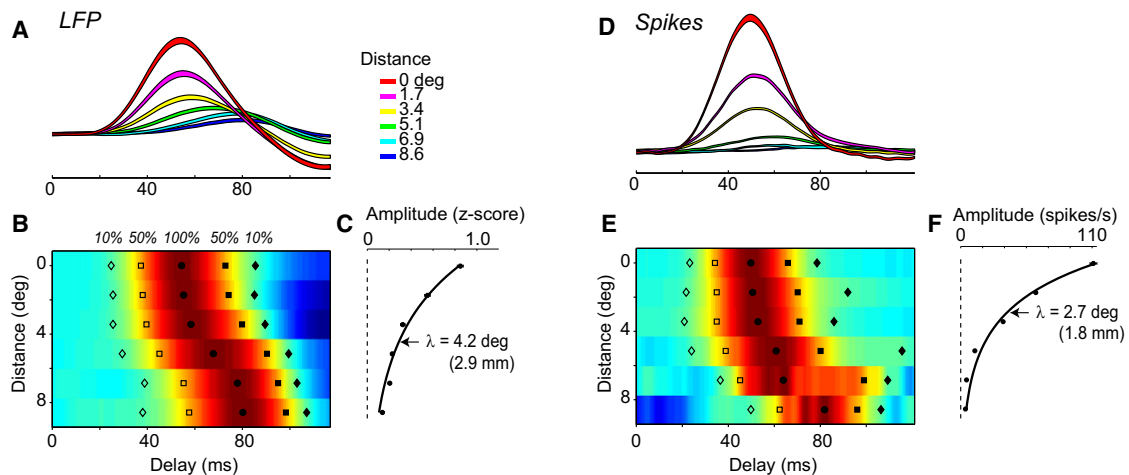 A
LFP
Distance
0 deg
1.7
3.4
5.1
6.9
8.6
0
40
80
B
10% 50% 100% 50% 10%
Distance (deg)
0
4
8
0
40
80
Delay (ms)
C
Amplitude (z-score)
0
1.0
λ = 4.2 deg
(2.9 mm)
D
Spikes
0
40
80
E
Distance (deg)
0
4
8
0
40
80
Delay (ms)
F
Amplitude (spikes/s)
0
110
λ = 2.7 deg
(1.8 mm)